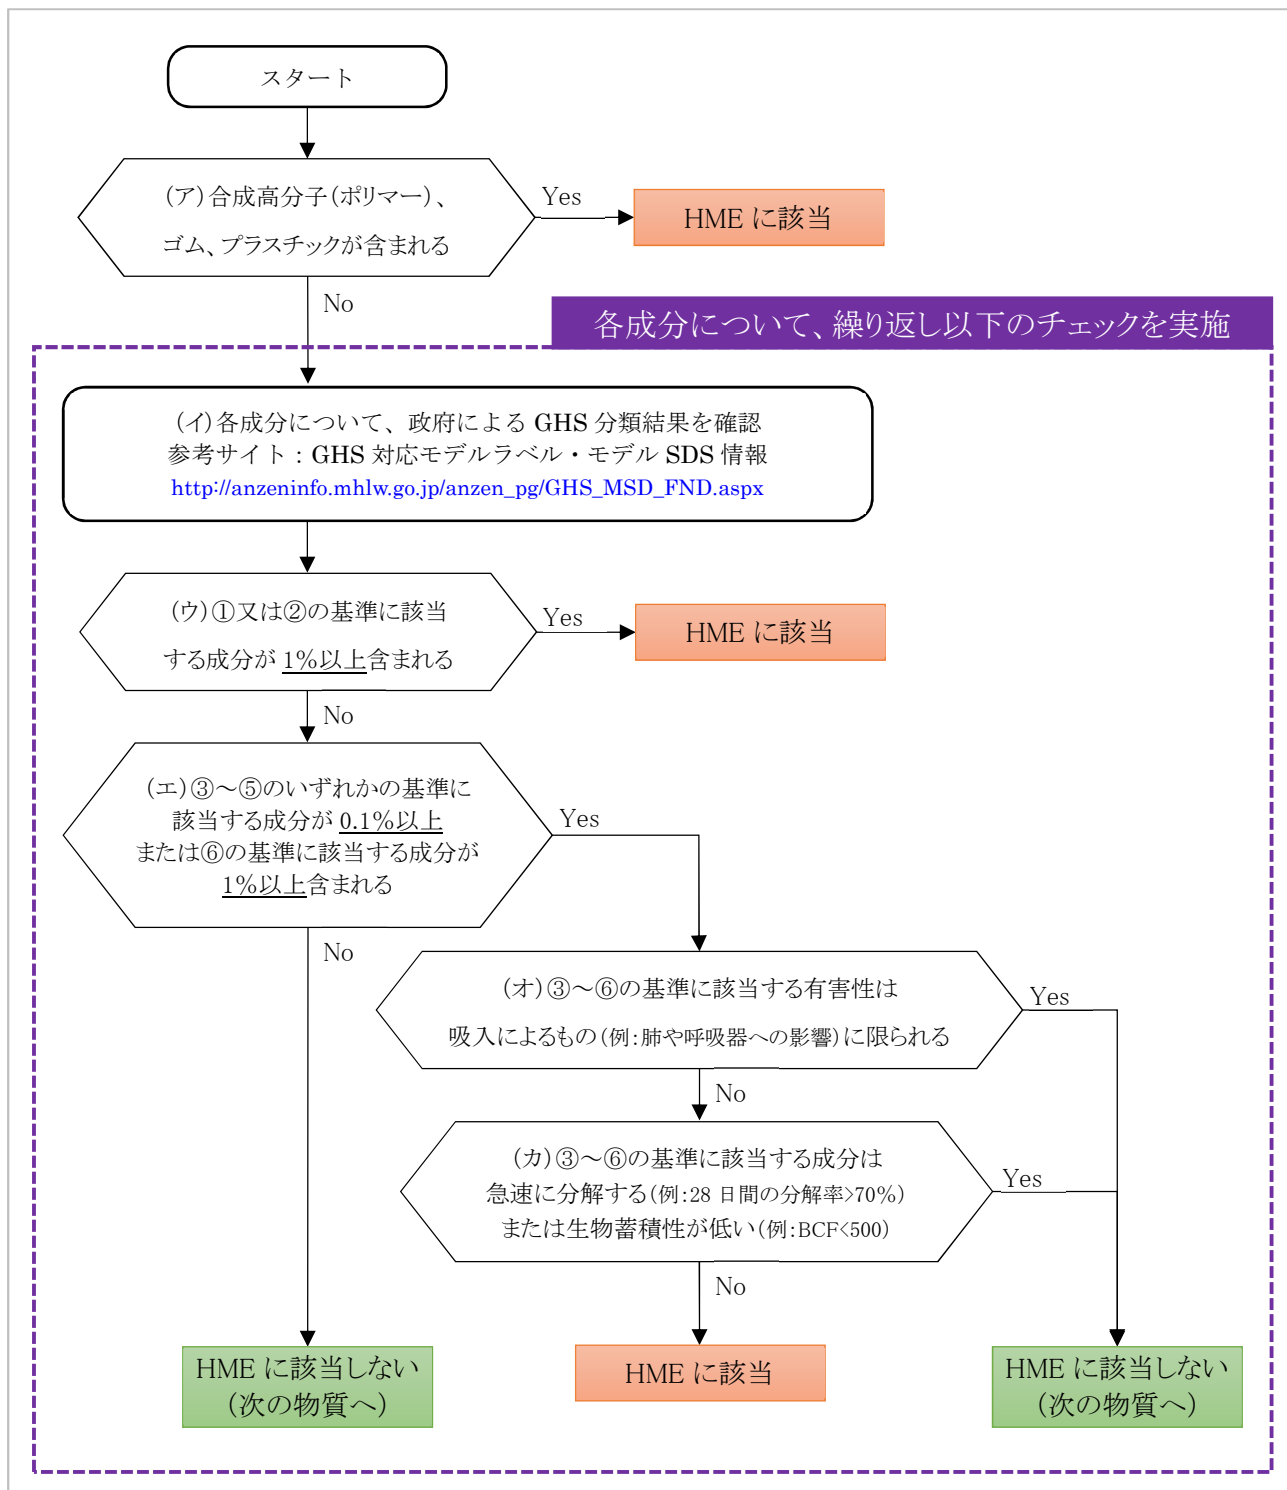 スタート
(ア)合成高分子(ポリマー)、
ゴム、プラスチックが含まれる
Yes
HME に該当
No
各成分について、繰り返し以下のチェックを実施
(イ)各成分について、政府による GHS 分類結果を確認
参考サイト：GHS 対応モデルラベル・モデル SDS 情報
http://anzeninfo.mhlw.go.jp/anzen_pg/GHS_MSD_FND.aspx
(ウ)①又は②の基準に該当
する成分が 1%以上含まれる
Yes
HME に該当
No
(エ)③～⑤のいずれかの基準に
該当する成分が 0.1%以上
または⑥の基準に該当する成分が
1%以上含まれる
Yes
No
(オ)③～⑥の基準に該当する有害性は
吸入によるもの(例：肺や呼吸器への影響)に限られる
Yes
No
(カ)③～⑥の基準に該当する成分は
急速に分解する(例：28 日間の分解率>70%)
または生物蓄積性が低い(例：BCF<500)
Yes
No
HME に該当しない
(次の物質へ)
HME に該当
HME に該当しない
(次の物質へ)